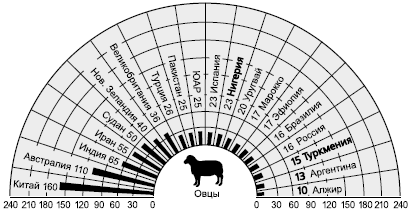 Китай 160
Австралия 110
Индия 65
Иран 55
Судан 50
Нов. Зеландия 40
Великобритания 36
Турция 26
Пакистан 25
ЮАР 25
23 Испания
23 Нигерия
20 Уругвай
17 Марокко
17 Эфиопия
16 Бразилия
16 Россия
15 Туркмения
13 Аргентина
10 Алжир
Овцы
240 210 180 150 120 90 60 30 0
0 30 60 90 120 150 180 210 240